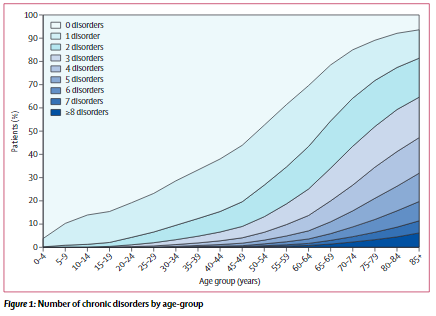 100
90
80
70
60
50
40
30
20
10
0
Patients (%)
0 disorders
1 disorder
2 disorders
3 disorders
4 disorders
5 disorders
6 disorders
7 disorders
≥8 disorders
0-4
5-9
10-14
15-19
20-24
25-29
30-34
35-39
40-44
45-49
50-54
55-59
60-64
65-69
70-74
75-79
80-84
85+
Age group (years)
Figure 1: Number of chronic disorders by age-group